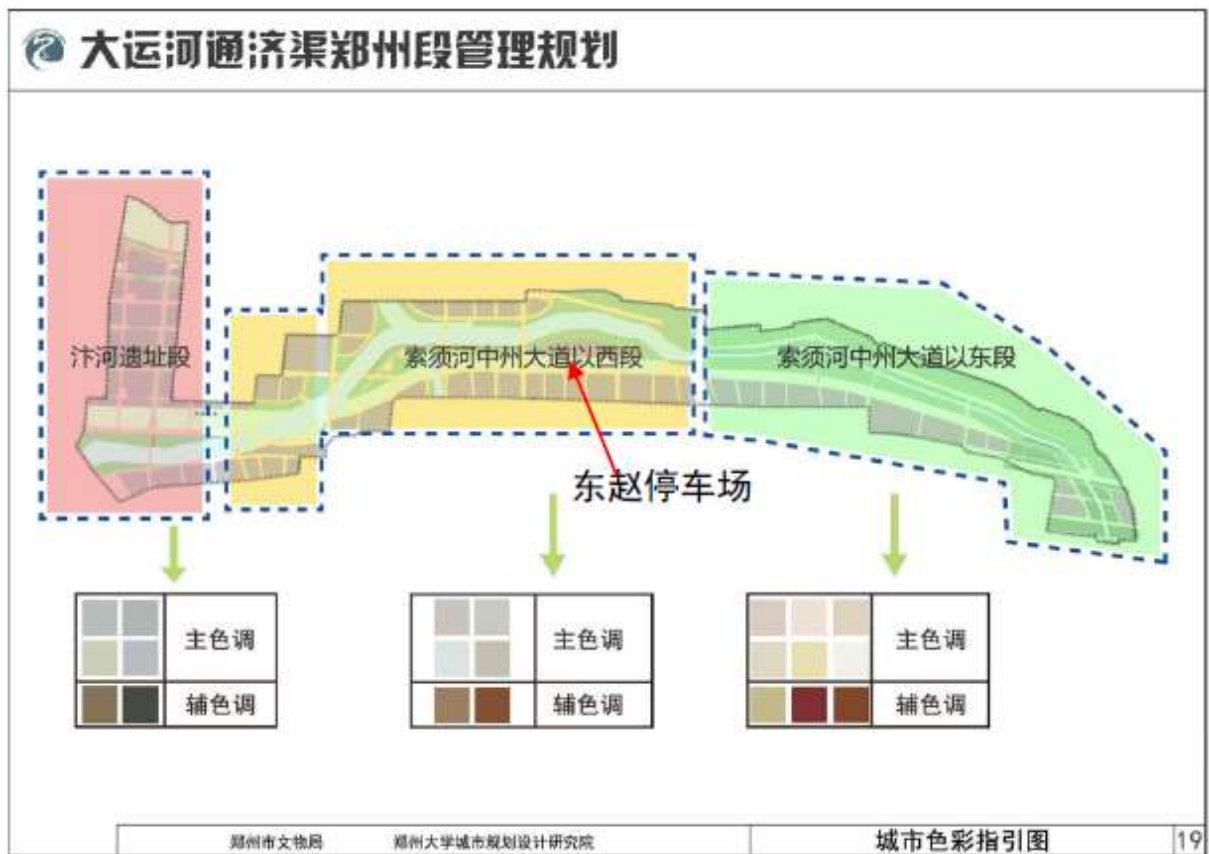 大运河通济渠郑州段管理规划
汴河遗址段
索须河中州大道以西段
索须河中州大道以东段
东赵停车场
主色调
辅色调
主色调
辅色调
主色调
辅色调
郑州市文物局
郑州大学城市规划设计研究院
城市色彩指引图
19